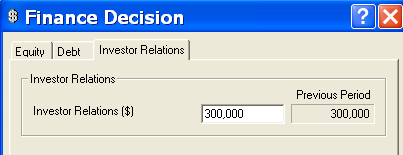 $ Finance Decision
Equity Debt Investor Relations
Investor Relations
Previous Period
Investor Relations ($) 300,000 300,000